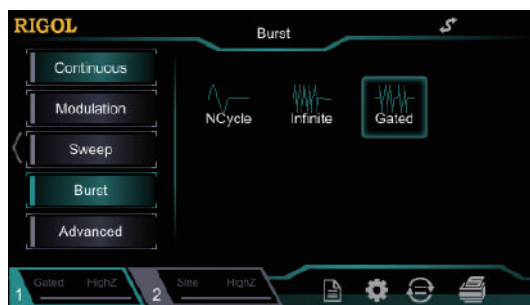 RIGOL
Burst
Continuous
Modulation
Sweep
Burst
Advanced
NCycle
Infinite
Gated
1 Gated HighZ
2 Sine HighZ